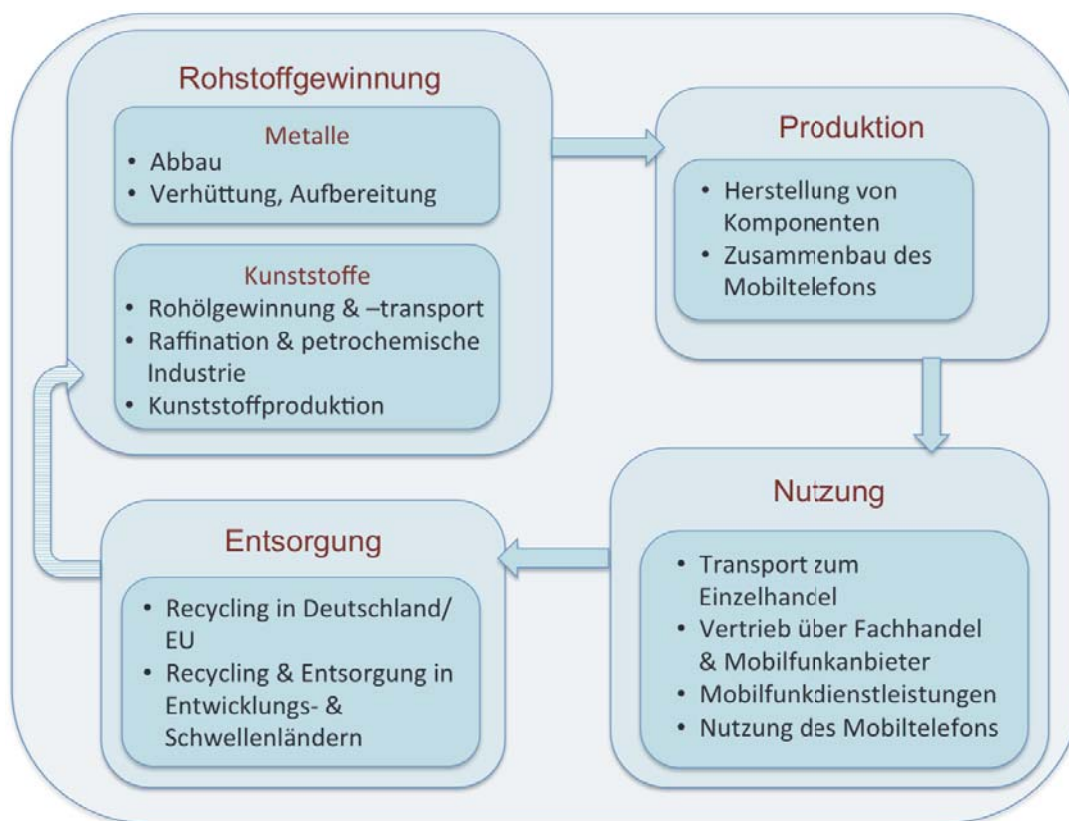 Rohstoffgewinnung
Metalle
• Abbau
• Verhüttung, Aufbereitung
Kunststoffe
• Rohölgewinnung & –transport
• Raffination & petrochemische
Industrie
• Kunststoffproduktion
Produktion
• Herstellung von
Komponenten
• Zusammenbau des
Mobiltelefons
Nutzung
• Transport zum
Einzelhandel
• Vertrieb über Fachhandel
& Mobilfunkanbieter
• Mobilfunkdienstleistungen
• Nutzung des Mobiltelefons
Entsorgung
• Recycling in Deutschland/
EU
• Recycling & Entsorgung in
Entwicklungs- &
Schwellenländern